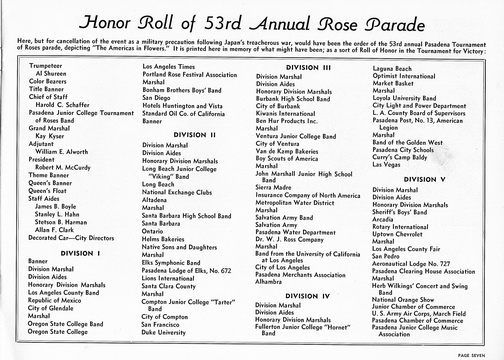 Honor Roll of 53rd Annual Rose Parade
Here, but for cancellation of the event as a military precaution following Japan's treacherous war, would have been the order of the 53rd annual Pasadena Tournament
of Roses parade, depicting "The Americas in Flowers." It is printed here in memory of what might have been; as a sort of Roll of Honor in the Tournament for Victory:
Trumpeteer
Al Shureen
Color Bearers
Title Banner
Chief of Staff
Harold C. Schaffer
Pasadena Junior College Tournament
of Roses Band
Grand Marshal
Kay Kyser
Adjutant
William E. Alworth
President
Robert M. McCurdy
Theme Banner
Queen's Banner
Queen's Float
Staff Aides
James B. Boyle
Stanley L. Hahn
Stetson B. Harman
Allan F. Clark
Decorated Car—City Directors
DIVISION I
Banner
Division Marshal
Division Aides
Honorary Division Marshals
Los Angeles County Band
Republic of Mexico
City of Glendale
Marshal
Oregon State College Band
Oregon State College
Los Angeles Times
Portland Rose Festival Association
Marshal
Bonham Brothers Boys' Band
San Diego
Hotels Huntington and Vista
Standard Oil Co. of California
Banner
DIVISION II
Division Marshal
Division Aides
Honorary Division Marshals
Long Beach Junior College
"Viking" Band
Long Beach
National Exchange Clubs
Altadena
Marshal
Santa Barbara High School Band
Santa Barbara
Ontario
Helms Bakeries
Native Sons and Daughters
Marshal
Elks Symphonic Band
Pasadena Lodge of Elks, No. 672
Lions International
Santa Clara County
Marshal
Compton Junior College "Tarter"
Band
City of Compton
San Francisco
Duke University
DIVISION III
Division Marshal
Division Aides
Honorary Division Marshals
Burbank High School Band
City of Burbank
Kiwanis International
Ben Hur Products Inc.
Marshal
Ventura Junior College Band
City of Ventura
Van de Kamp Bakeries
Boy Scouts of America
Marshal
John Marshall Junior High School
Band
Sierra Madre
Insurance Company of North America
Metropolitan Water District
Marshal
Salvation Army Band
Salvation Army
Pasadena Water Department
Dr. W. J. Ross Company
Marshal
Band from the University of California
at Los Angeles
City of Los Angeles
Pasadena Merchants Association
Alhambra
DIVISION IV
Division Marshal
Division Aides
Honorary Division Marshals
Fullerton Junior College "Hornet"
Band
Laguna Beach
Optimist International
Market Basket
Marshal
Loyola University Band
City Light and Power Department
L. A. County Board of Supervisors
Pasadena Post, No. 13, American
Legion
Marshal
Band of the Golden West
Pasadena City Schools
Curry's Camp Baldy
Las Vegas
DIVISION V
Division Marshal
Division Aides
Honorary Division Marshals
Sheriff's Boys' Band
Arcadia
Rotary International
Uptown Chevrolet
Marshal
Los Angeles County Fair
San Pedro
Aeronautical Lodge No. 727
Pasadena Clearing House Association
Marshal
Herb Wilkings' Concert and Swing
Band
National Orange Show
Junior Chamber of Commerce
U. S. Army Air Corps, March Field
Pasadena Chamber of Commerce
Pasadena Junior College Music
Association
PAGE SEVEN